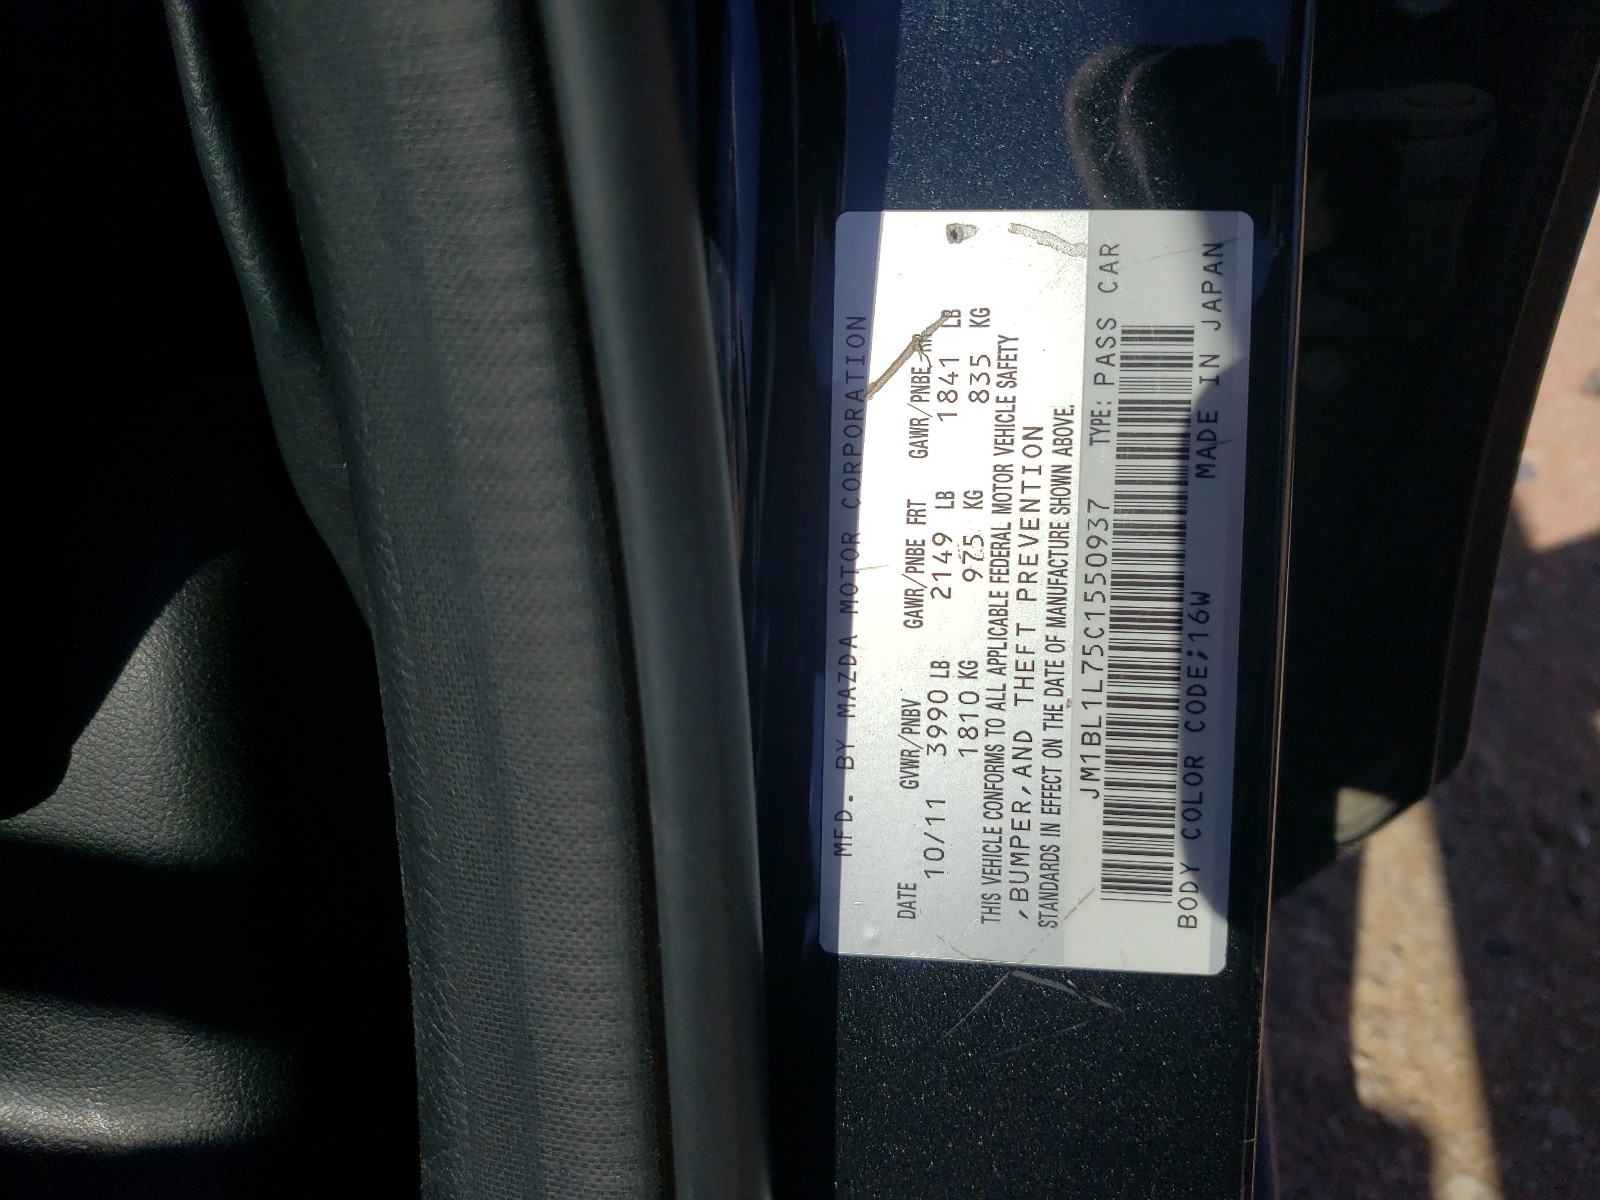 MFD. BY MAZDA MOTOR CORPORATION
DATE GVWR/PNBV GAWR/PNBE FRT GAWR/PNBE RR
10/11 3990 LB 2149 LB 1841 LB
1810 KG 975 KG 835 KG
THIS VEHICLE CONFORMS TO ALL APPLICABLE FEDERAL MOTOR VEHICLE SAFETY
,BUMPER,AND THEFT PREVENTION
STANDARDS IN EFFECT ON THE DATE OF MANUFACTURE SHOWN ABOVE.
JM1BL1L75C1550937 TYPE: PASS CAR
BODY COLOR CODE;16W MADE IN JAPAN